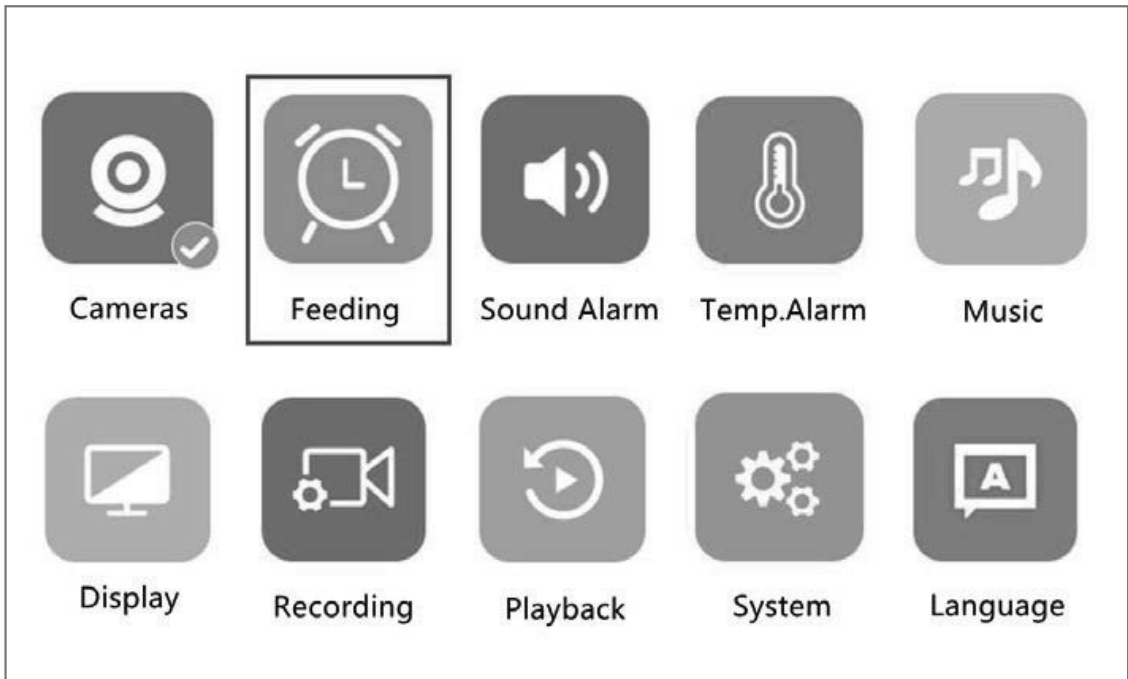 Cameras
Feeding
Sound Alarm
Temp.Alarm
Music
A
Display
Recording
Playback
System
Language